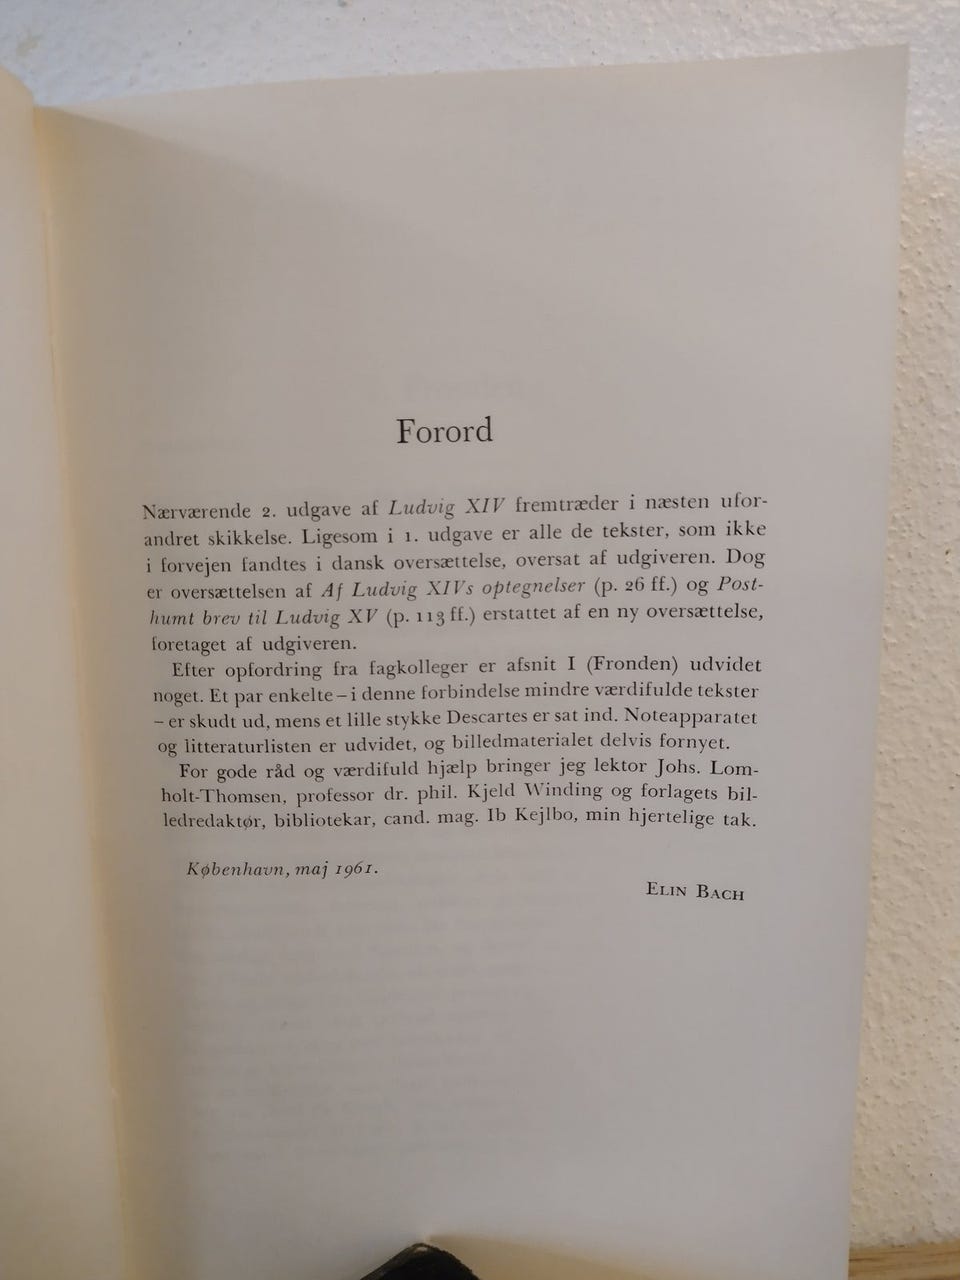 Forord
Nærværende 2. udgave af Ludvig XIV fremtræder i næsten ufor-
andret skikkelse. Ligesom i 1. udgave er alle de tekster, som ikke
i forvejen fandtes i dansk oversættelse, oversat af udgiveren. Dog
er oversættelsen af Af Ludvig XIVs optegnelser (p. 26 ff.) og Post-
humt brev til Ludvig XV (p. 113 ff.) erstattet af en ny oversættelse,
foretaget af udgiveren.
Efter opfordring fra fagkolleger er afsnit I (Fronden) udvidet
noget. Et par enkelte – i denne forbindelse mindre værdifulde tekster
– er skudt ud, mens et lille stykke Descartes er sat ind. Noteapparatet
og litteraturlisten er udvidet, og billedmaterialet delvis fornyet.
For gode råd og værdifuld hjælp bringer jeg lektor Johs. Lom-
holt-Thomsen, professor dr. phil. Kjeld Winding og forlagets bil-
ledredaktør, bibliotekar, cand. mag. Ib Kejlbo, min hjertelige tak.
København, maj 1961.
ELIN BACH